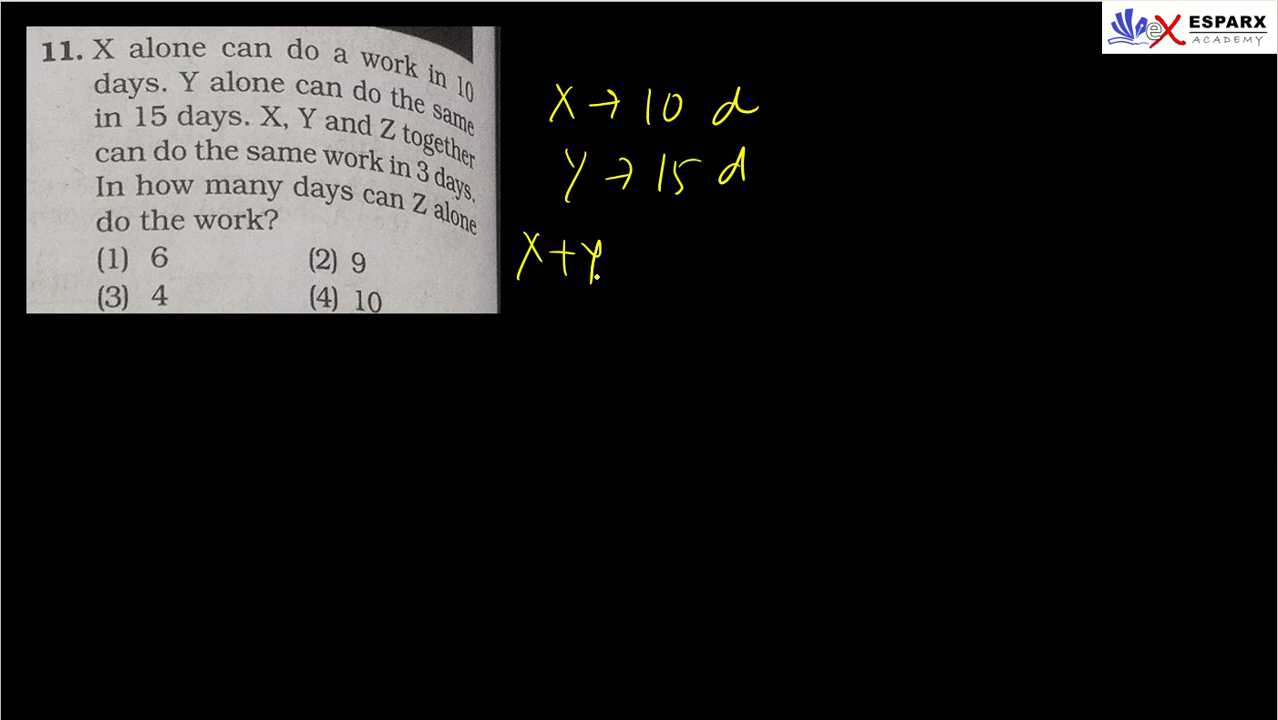 11. X alone can do a work in 10
days. Y alone can do the same
in 15 days. X, Y and Z together
can do the same work in 3 days.
In how many days can Z alone
do the work?
(1) 6 (2) 9
(3) 4 (4) 10
X → 10 d
Y → 15 d
X + Y
eX ESPARX
ACADEMY